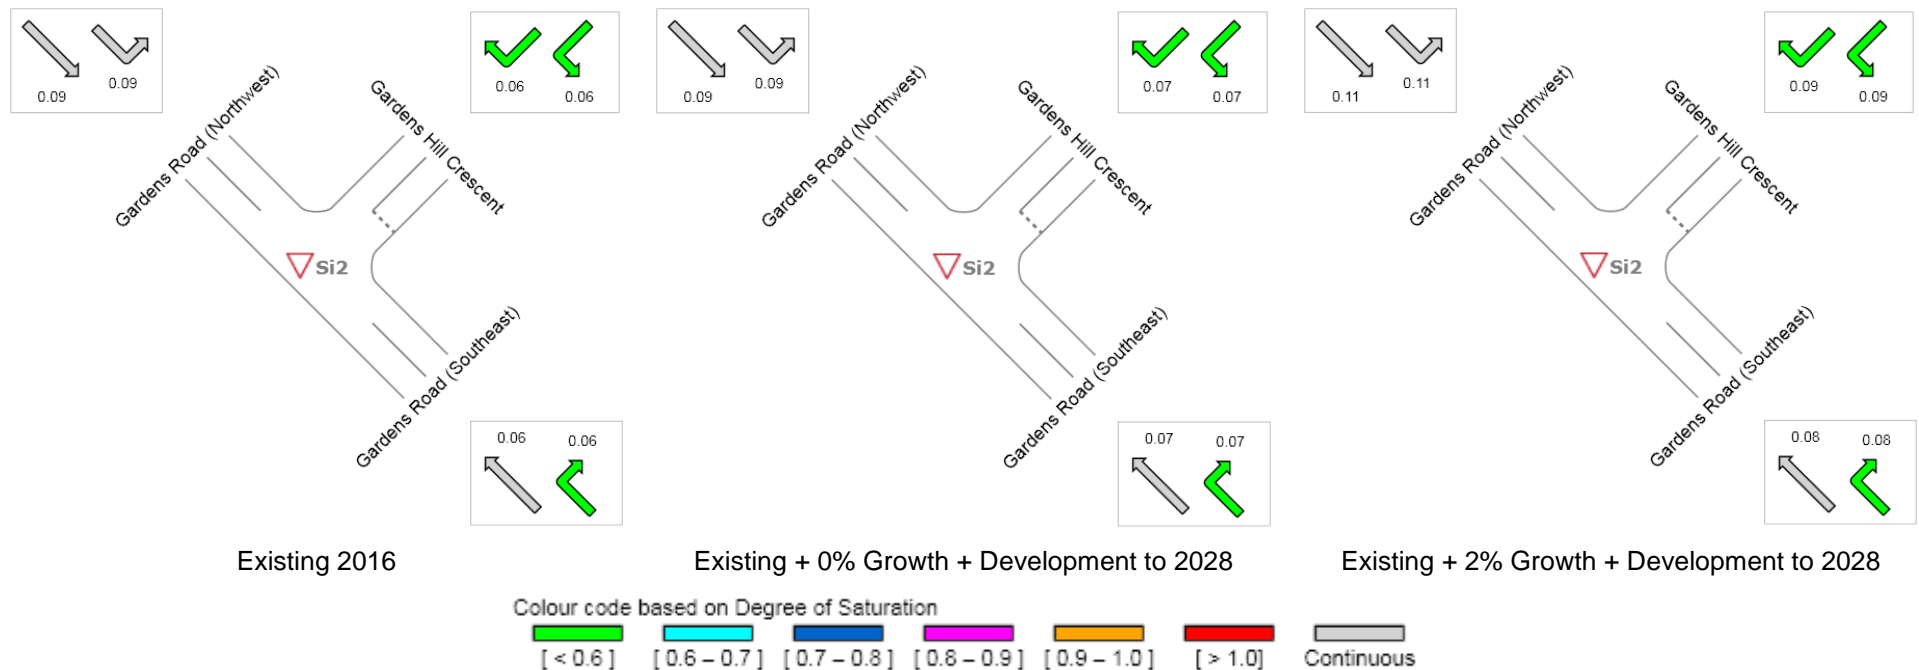 0.09
0.09
0.06
0.06
Gardens Road (Northwest)
Gardens Hill Crescent
Si2
Gardens Road (Southeast)
0.06
0.06
Existing 2016
0.09
0.09
0.07
0.07
Gardens Road (Northwest)
Gardens Hill Crescent
Si2
Gardens Road (Southeast)
0.07
0.07
Existing + 0% Growth + Development to 2028
0.11
0.11
0.09
0.09
Gardens Road (Northwest)
Gardens Hill Crescent
Si2
Gardens Road (Southeast)
0.08
0.08
Existing + 2% Growth + Development to 2028
Colour code based on Degree of Saturation
[ < 0.6 ] [ 0.6 – 0.7 ] [ 0.7 – 0.8 ] [ 0.8 – 0.9 ] [ 0.9 – 1.0 ] [ > 1.0 ] Continuous